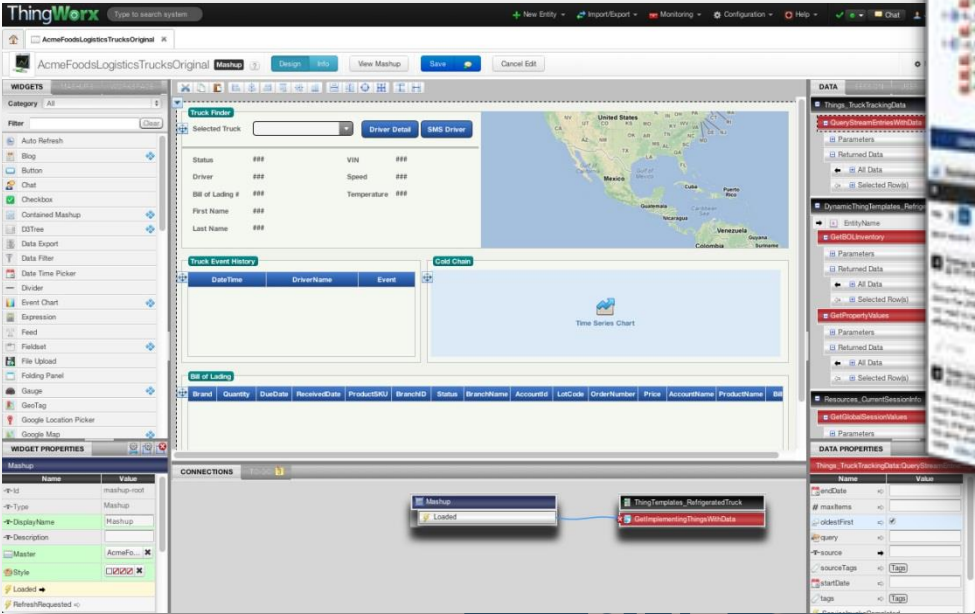 ThingWorx
Type to search system
New Entity
Import/Export
Monitoring
Configuration
Help
Chat
AcmeFoodsLogisticsTrucksOriginal
AcmeFoodsLogisticsTrucksOriginal Mashup
Design Info
View Mashup
Save
Cancel Edit
WIDGETS
Category All
Filter
Clear
Auto Refresh
Blog
Button
Chat
Checkbox
Contained Mashup
D3Tree
Data Export
Data Filter
Date Time Picker
Divider
Event Chart
Expression
Feed
Fieldset
File Upload
Folding Panel
Gauge
GeoTag
Google Location Picker
Google Map
WIDGET PROPERTIES
Mashup
Name Value
Id mashup-root
Type Mashup
DisplayName Mashup
Description
Master AcmeFo...
Style
Loaded
RefreshRequested
Truck Finder
Selected Truck
Driver Detail
SMS Driver
Status ### VIN ###
Driver ### Speed ###
Bill of Lading # ### Temperature ###
First Name ###
Last Name ###
United States
Mexico
Cuba
Puerto Rico
Guatemala
Nicaragua
Caribbean Sea
Venezuela
Guyana
Suriname
Colombia
Truck Event History
DateTime DriverName Event
Cold Chain
Time Series Chart
Bill of Lading
Brand Quantity DueDate ReceivedDate ProductSKU BranchID Status BranchName AccountId LotCode OrderNumber Price AccountName ProductName Bill
CONNECTIONS
Mashup
Loaded
ThingTemplates_RefrigeratedTruck
GetImplementingThingsWithData
DATA
Things_TruckTrackingData
QueryStreamEntriesWithData
Parameters
Returned Data
All Data
Selected Row(s)
DynamicThingTemplates_Refrige
EntityName
GetBOLInventory
Parameters
Returned Data
All Data
Selected Row(s)
GetPropertyValues
Parameters
Returned Data
All Data
Selected Row(s)
Resources_CurrentSessionInfo
GetGlobalSessionValues
Parameters
DATA PROPERTIES
Things_TruckTrackingData:QueryStreamEntries
Name Value
endDate
maxItems
oldestFirst
query
source
sourceTags Tags
startDate
tags Tags